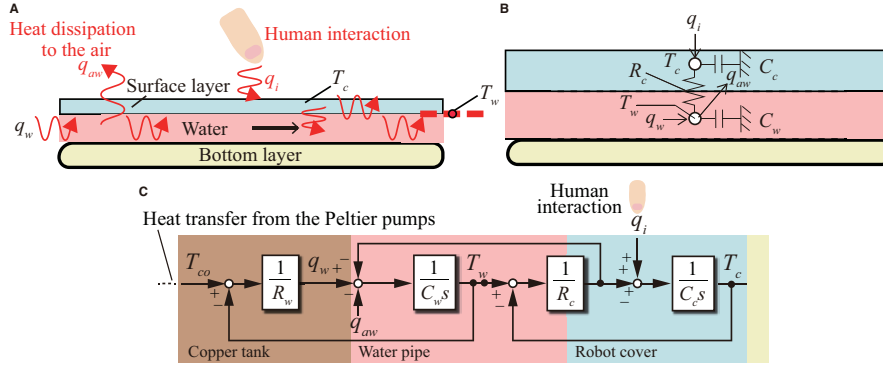 A
Heat dissipation
to the air
Human interaction
q_aw
q_i
Surface layer
T_c
T_w
q_w
Water
Bottom layer
B
q_i
T_c
C_c
R_c
q_aw
T_w
q_w
C_w
C
Human
interaction
Heat transfer from the Peltier pumps
q_i
T_co
+
−
1/R_w
q_w
+
−
−
q_aw
1/C_w s
T_w
+
−
1/R_c
+
+
+
−
1/C_c s
T_c
Copper tank
Water pipe
Robot cover